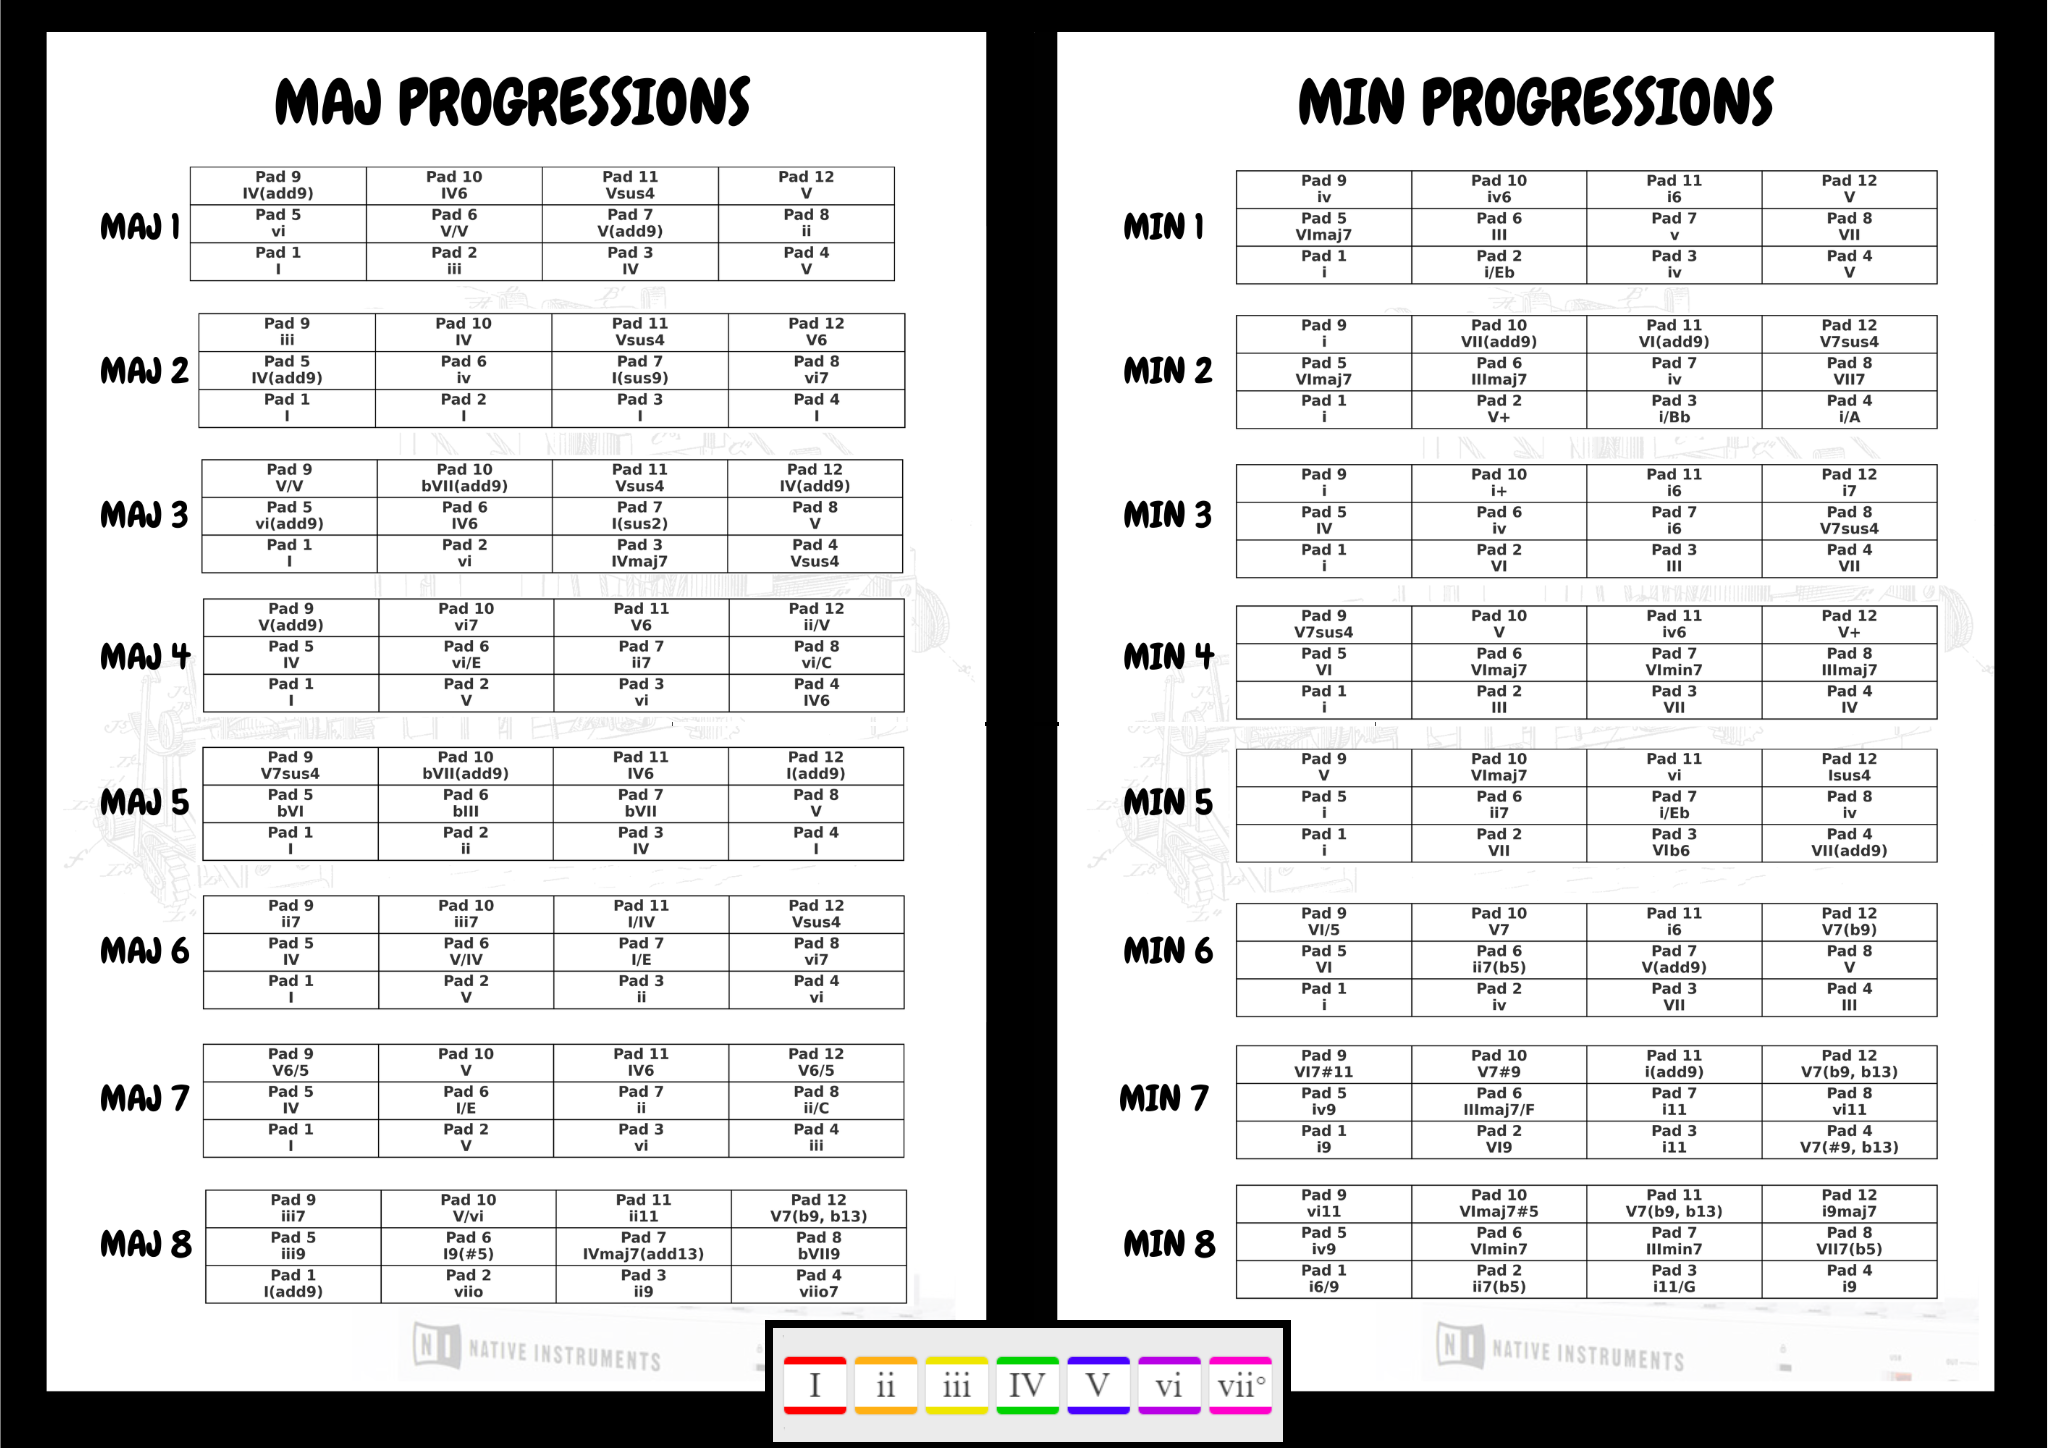 MAJ PROGRESSIONS
MAJ 1
Pad 9 Pad 10 Pad 11 Pad 12
IV(add9) IV6 Vsus4 V
Pad 5 Pad 6 Pad 7 Pad 8
vi V/V V(add9) ii
Pad 1 Pad 2 Pad 3 Pad 4
I iii IV V
MAJ 2
Pad 9 Pad 10 Pad 11 Pad 12
iii IV Vsus4 V6
Pad 5 Pad 6 Pad 7 Pad 8
IV(add9) iv I(sus9) vi7
Pad 1 Pad 2 Pad 3 Pad 4
I I I I
MAJ 3
Pad 9 Pad 10 Pad 11 Pad 12
V/V bVII(add9) Vsus4 IV(add9)
Pad 5 Pad 6 Pad 7 Pad 8
vi(add9) IV6 I(sus2) V
Pad 1 Pad 2 Pad 3 Pad 4
I vi IVmaj7 Vsus4
MAJ 4
Pad 9 Pad 10 Pad 11 Pad 12
V(add9) vi7 V6 ii/V
Pad 5 Pad 6 Pad 7 Pad 8
IV vi/E ii7 vi/C
Pad 1 Pad 2 Pad 3 Pad 4
I V vi IV6
MAJ 5
Pad 9 Pad 10 Pad 11 Pad 12
V7sus4 bVII(add9) IV6 I(add9)
Pad 5 Pad 6 Pad 7 Pad 8
bVI bIII bVII V
Pad 1 Pad 2 Pad 3 Pad 4
I ii IV I
MAJ 6
Pad 9 Pad 10 Pad 11 Pad 12
ii7 iii7 I/IV Vsus4
Pad 5 Pad 6 Pad 7 Pad 8
IV V/IV I/E vi7
Pad 1 Pad 2 Pad 3 Pad 4
I V ii vi
MAJ 7
Pad 9 Pad 10 Pad 11 Pad 12
V6/5 V IV6 V6/5
Pad 5 Pad 6 Pad 7 Pad 8
IV I/E ii ii/C
Pad 1 Pad 2 Pad 3 Pad 4
I V vi iii
MAJ 8
Pad 9 Pad 10 Pad 11 Pad 12
iii7 V/vi ii11 V7(b9, b13)
Pad 5 Pad 6 Pad 7 Pad 8
iii9 I9(#5) IVmaj7(add13) bVII9
Pad 1 Pad 2 Pad 3 Pad 4
I(add9) viio ii9 viio7
NI NATIVE INSTRUMENTS
MIN PROGRESSIONS
MIN 1
Pad 9 Pad 10 Pad 11 Pad 12
iv iv6 i6 V
Pad 5 Pad 6 Pad 7 Pad 8
VImaj7 III v VII
Pad 1 Pad 2 Pad 3 Pad 4
i i/Eb iv V
MIN 2
Pad 9 Pad 10 Pad 11 Pad 12
i VII(add9) VI(add9) V7sus4
Pad 5 Pad 6 Pad 7 Pad 8
VImaj7 IIImaj7 iv VII7
Pad 1 Pad 2 Pad 3 Pad 4
i V+ i/Bb i/A
MIN 3
Pad 9 Pad 10 Pad 11 Pad 12
i i+ i6 i7
Pad 5 Pad 6 Pad 7 Pad 8
IV iv i6 V7sus4
Pad 1 Pad 2 Pad 3 Pad 4
i VI III VII
MIN 4
Pad 9 Pad 10 Pad 11 Pad 12
V7sus4 V iv6 V+
Pad 5 Pad 6 Pad 7 Pad 8
VI VImaj7 VImin7 IIImaj7
Pad 1 Pad 2 Pad 3 Pad 4
i III VII IV
MIN 5
Pad 9 Pad 10 Pad 11 Pad 12
V VImaj7 vi Isus4
Pad 5 Pad 6 Pad 7 Pad 8
i ii7 i/Eb iv
Pad 1 Pad 2 Pad 3 Pad 4
i VII VIb6 VII(add9)
MIN 6
Pad 9 Pad 10 Pad 11 Pad 12
VI/5 V7 i6 V7(b9)
Pad 5 Pad 6 Pad 7 Pad 8
VI ii7(b5) V(add9) V
Pad 1 Pad 2 Pad 3 Pad 4
i iv VII III
MIN 7
Pad 9 Pad 10 Pad 11 Pad 12
VI7#11 V7#9 i(add9) V7(b9, b13)
Pad 5 Pad 6 Pad 7 Pad 8
iv9 IIImaj7/F i11 vi11
Pad 1 Pad 2 Pad 3 Pad 4
i9 VI9 i11 V7(#9, b13)
MIN 8
Pad 9 Pad 10 Pad 11 Pad 12
vi11 VImaj7#5 V7(b9, b13) i9maj7
Pad 5 Pad 6 Pad 7 Pad 8
iv9 VImin7 IIImin7 VII7(b5)
Pad 1 Pad 2 Pad 3 Pad 4
i6/9 ii7(b5) i11/G i9
NI NATIVE INSTRUMENTS
I ii iii IV V vi vii°